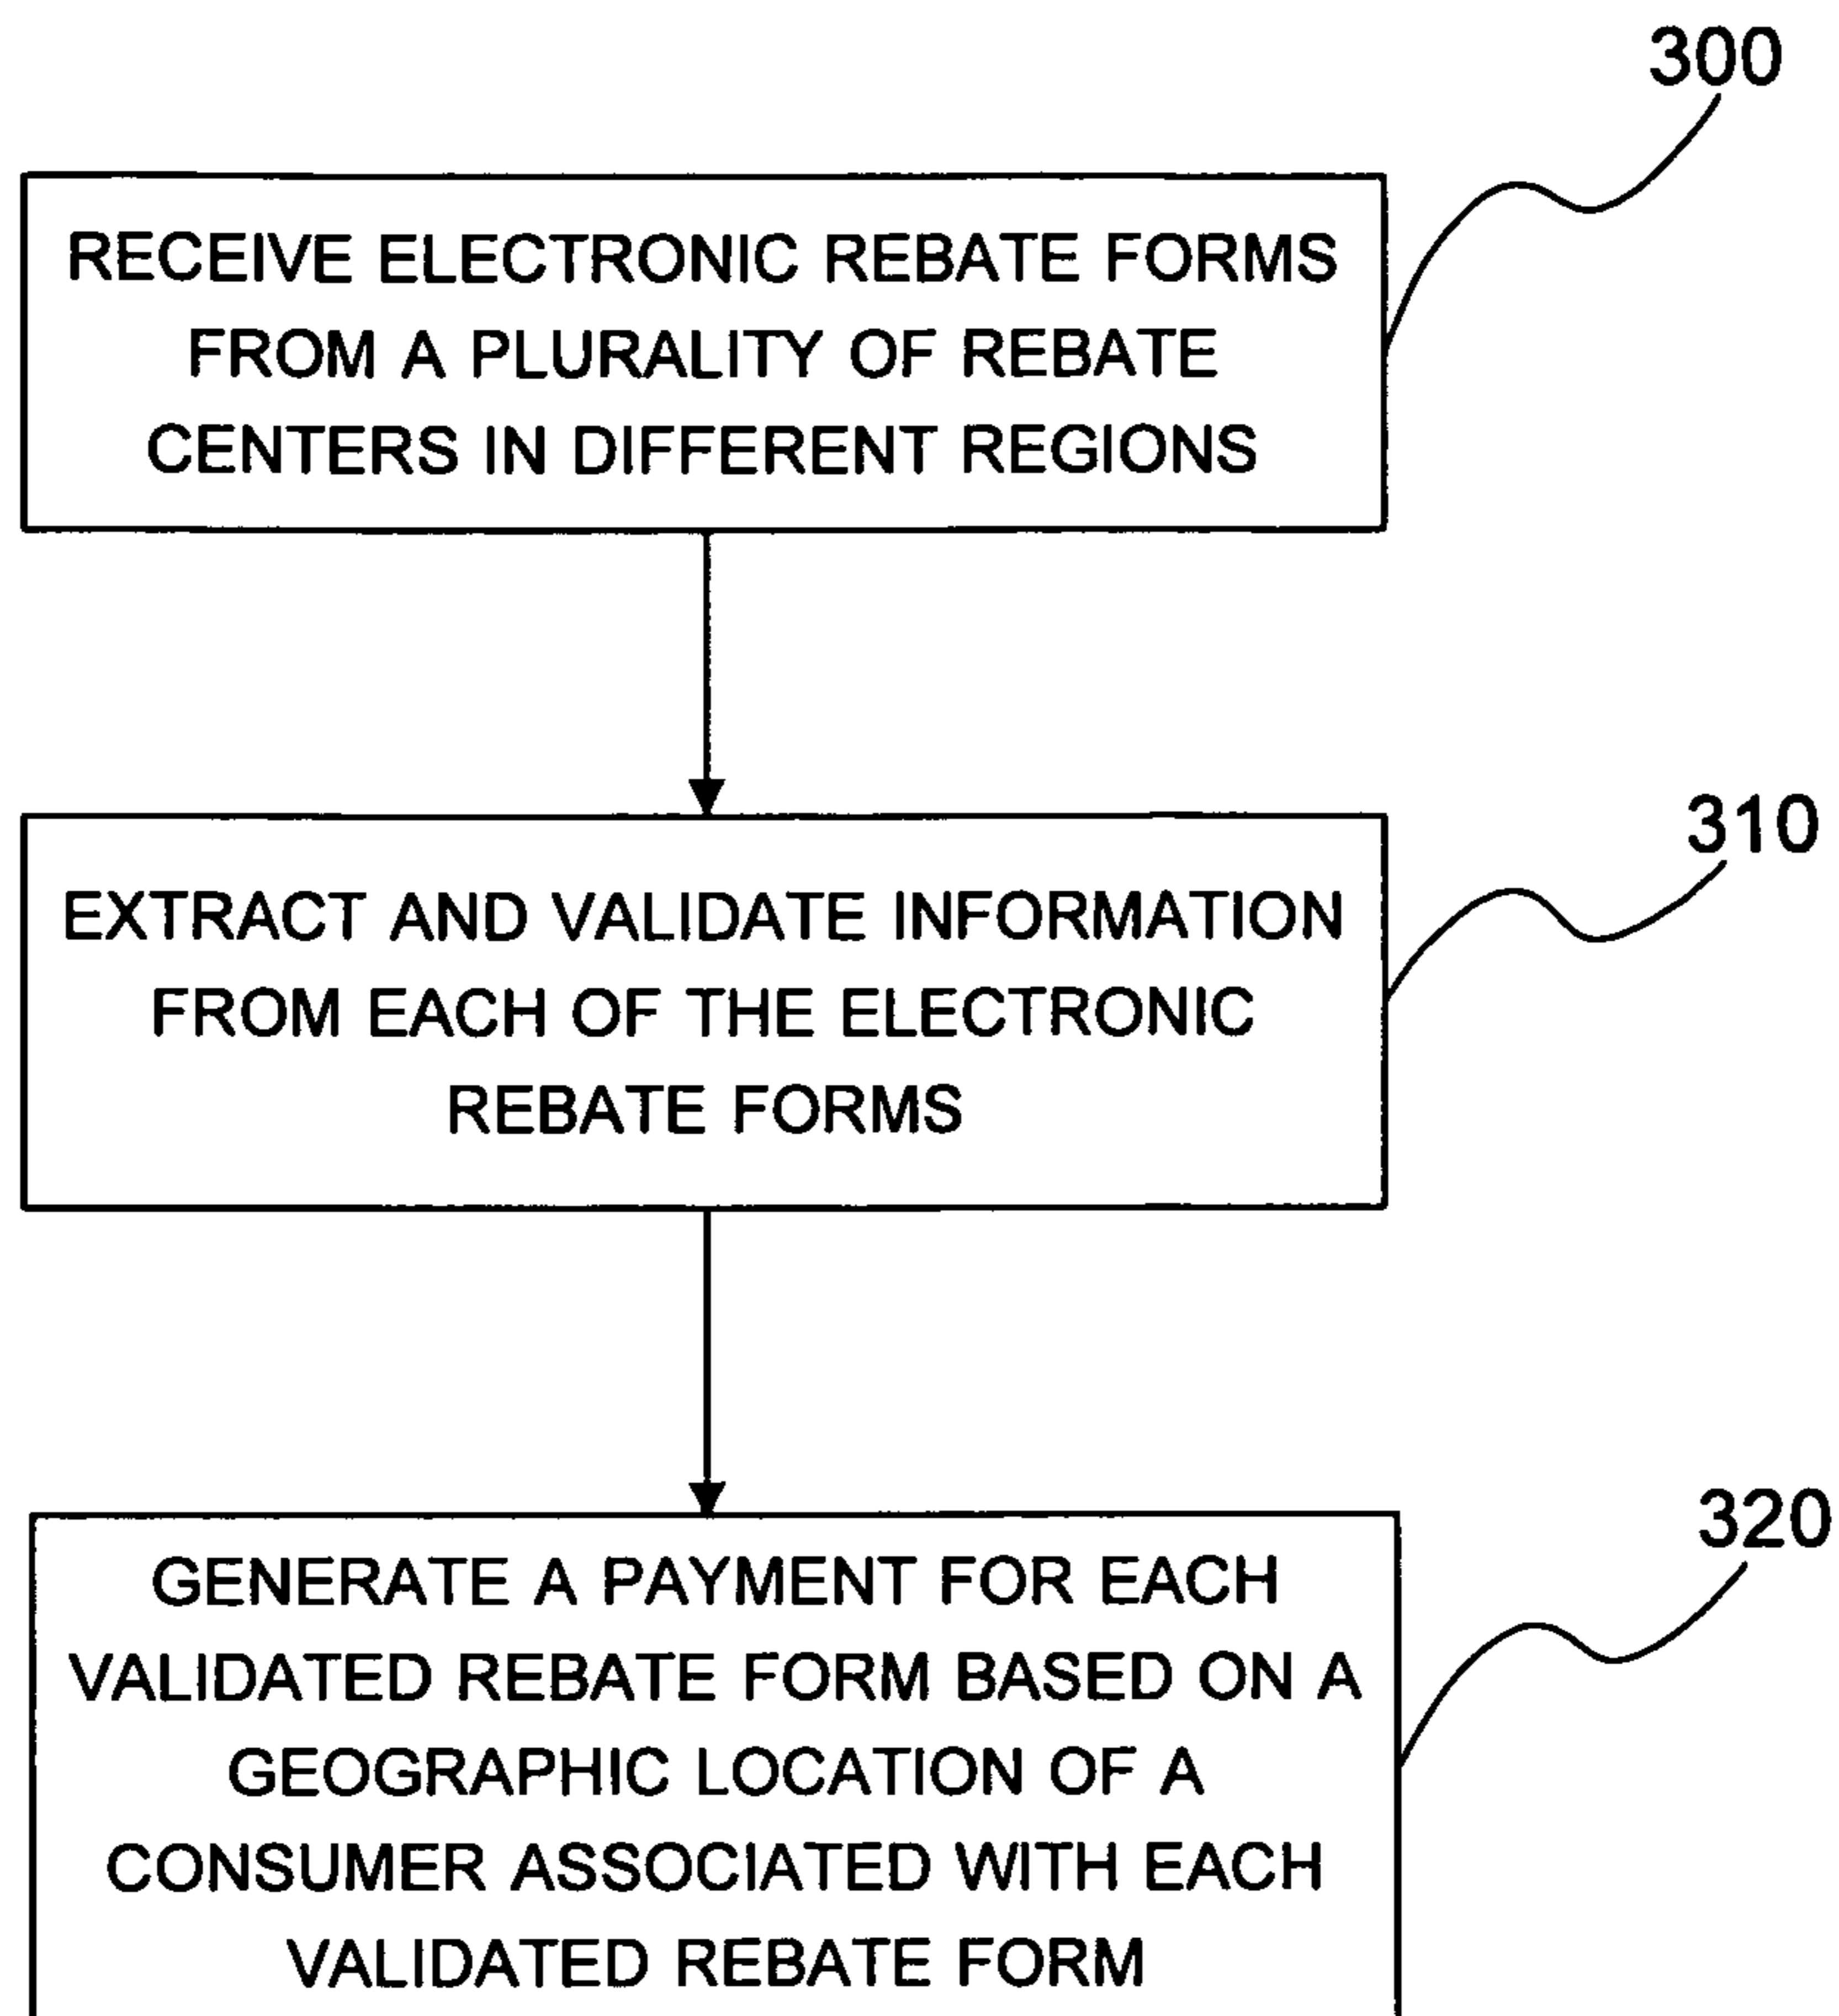 300
RECEIVE ELECTRONIC REBATE FORMS
FROM A PLURALITY OF REBATE
CENTERS IN DIFFERENT REGIONS
310
EXTRACT AND VALIDATE INFORMATION
FROM EACH OF THE ELECTRONIC
REBATE FORMS
320
GENERATE A PAYMENT FOR EACH
VALIDATED REBATE FORM BASED ON A
GEOGRAPHIC LOCATION OF A
CONSUMER ASSOCIATED WITH EACH
VALIDATED REBATE FORM